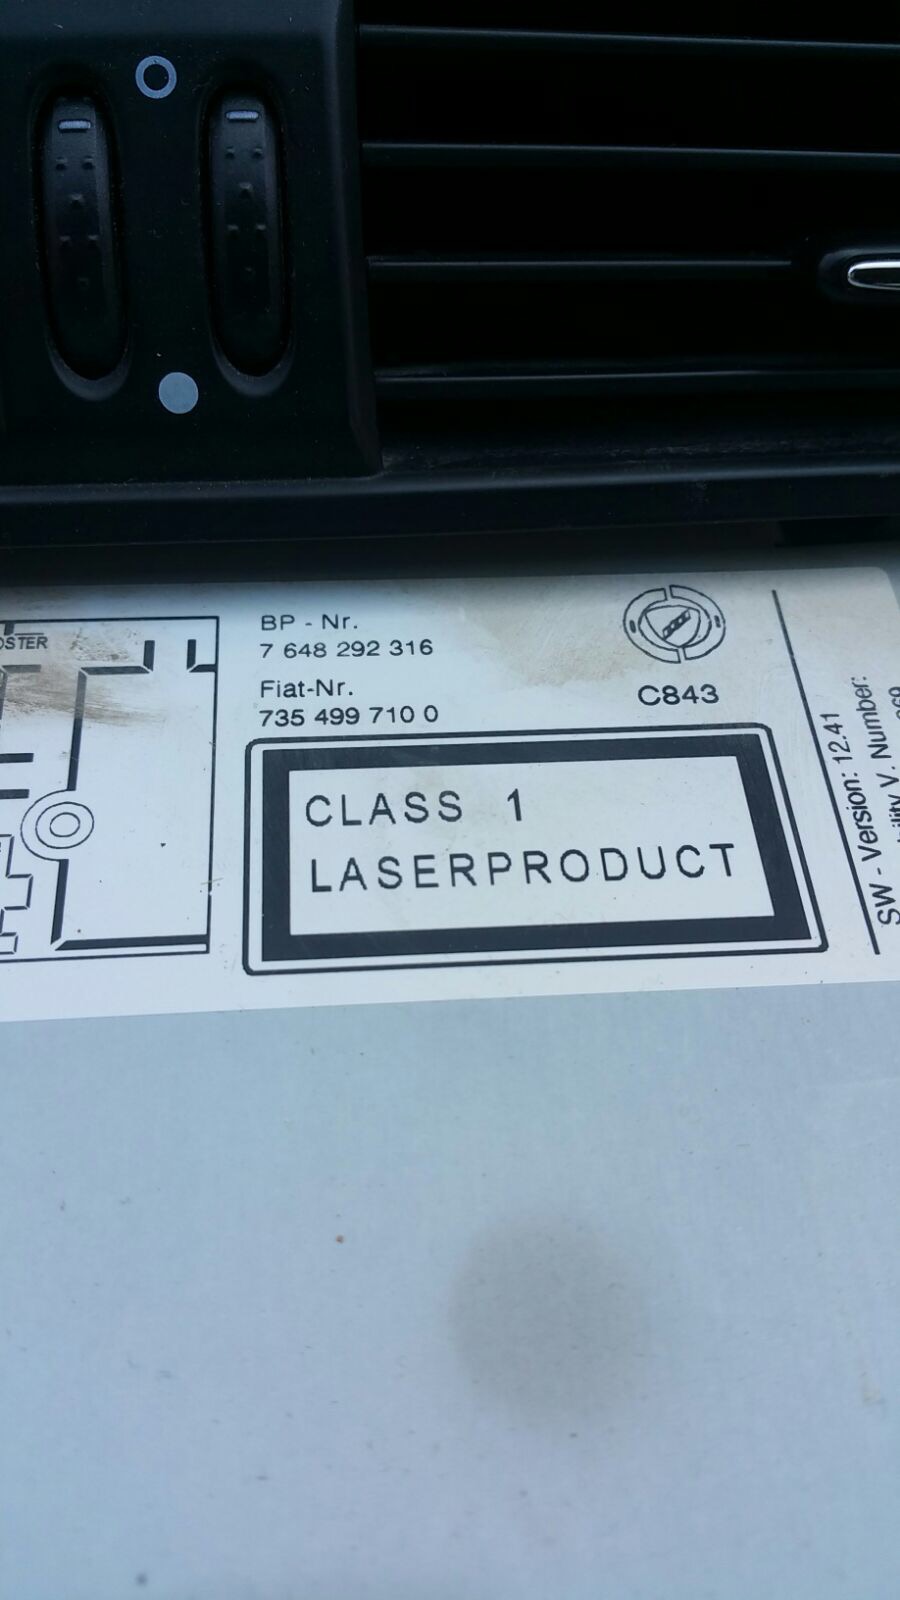 BP - Nr.
7 648 292 316
Fiat-Nr.
735 499 710 0
C843
CLASS 1
LASERPRODUCT
SW - Version: 12.41
V. Number: